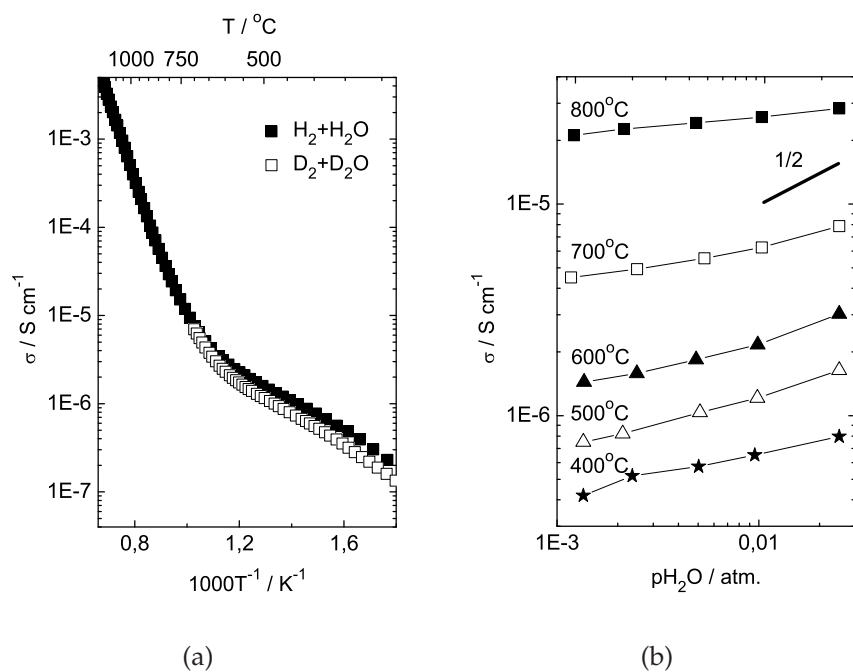 T / °C
1000 750 500
1E-3
1E-4
1E-5
1E-6
1E-7
σ / S cm⁻¹
H₂+H₂O
D₂+D₂O
0,8 1,2 1,6
1000T⁻¹ / K⁻¹
(a)
800°C
1/2
1E-5
700°C
σ / S cm⁻¹
600°C
500°C
1E-6
400°C
1E-3 0,01
pH₂O / atm.
(b)